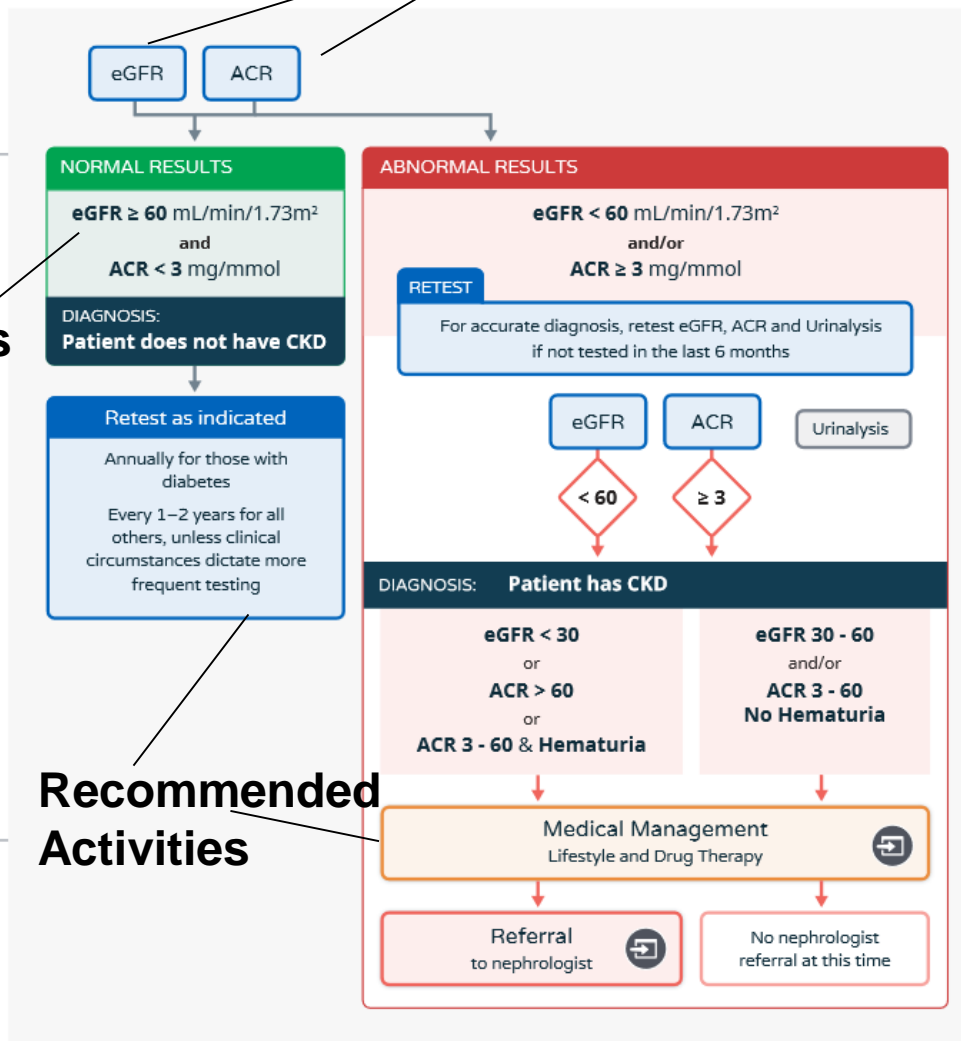 eGFR
ACR
NORMAL RESULTS
eGFR ≥ 60 mL/min/1.73m²
and
ACR < 3 mg/mmol
DIAGNOSIS:
Patient does not have CKD
Retest as indicated
Annually for those with
diabetes
Every 1–2 years for all
others, unless clinical
circumstances dictate more
frequent testing
ABNORMAL RESULTS
eGFR < 60 mL/min/1.73m²
and/or
ACR ≥ 3 mg/mmol
RETEST
For accurate diagnosis, retest eGFR, ACR and Urinalysis
if not tested in the last 6 months
eGFR
ACR
Urinalysis
< 60
≥ 3
DIAGNOSIS: Patient has CKD
eGFR < 30
or
ACR > 60
or
ACR 3 - 60 & Hematuria
eGFR 30 - 60
and/or
ACR 3 - 60
No Hematuria
Medical Management
Lifestyle and Drug Therapy
Referral
to nephrologist
No nephrologist
referral at this time
s
Recommended
Activities